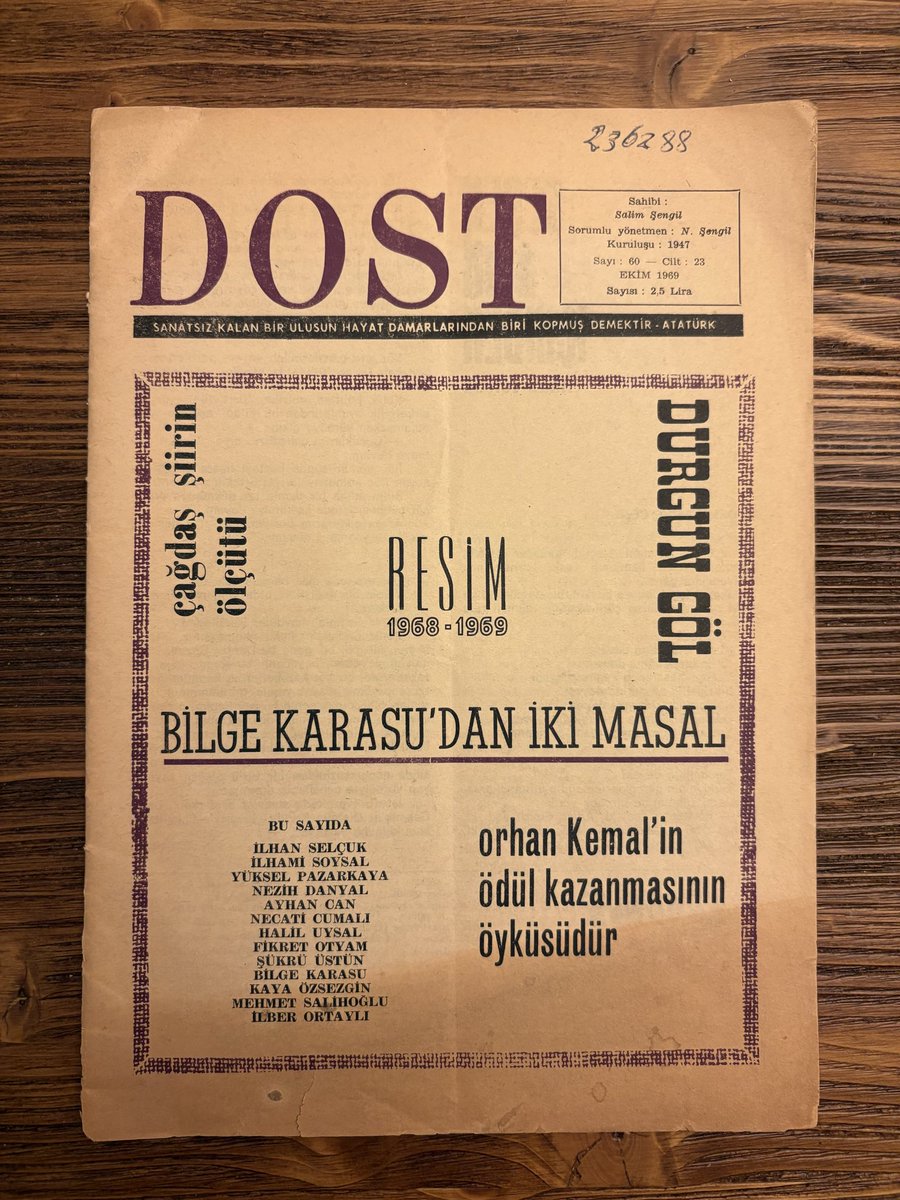 236288
DOST
Sahibi :
Salim Şengil
Sorumlu yönetmen : N. Şengil
Kuruluşu : 1947
Sayı : 60 — Cilt : 23
EKİM 1969
Sayısı : 2,5 Lira
SANATSIZ KALAN BİR ULUSUN HAYAT DAMARLARINDAN BİRİ KOPMUŞ DEMEKTİR - ATATÜRK
çağdaş şiirin
ölçütü
DURGUN GÖL
RESİM
1968-1969
BİLGE KARASU'DAN İKİ MASAL
BU SAYIDA
İLHAN SELÇUK
İLHAMİ SOYSAL
YÜKSEL PAZARKAYA
NEZİH DANYAL
AYHAN CAN
NECATİ CUMALI
HALİL UYSAL
FİKRET OTYAM
ŞÜKRÜ ÜSTÜN
BİLGE KARASU
KAYA ÖZSEZGİN
MEHMET SALİHOĞLU
İLBER ORTAYLI
orhan Kemal'in
ödül kazanmasının
öyküsüdür